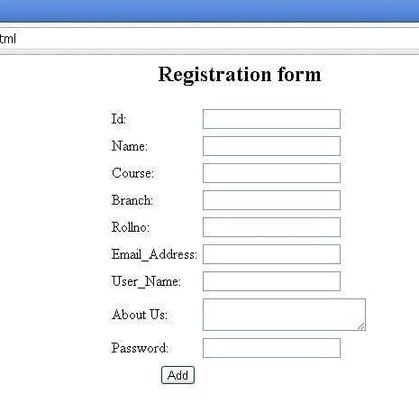 tml
Registration form
Id:
Name:
Course:
Branch:
Rollno:
Email_Address:
User_Name:
About Us:
Password:
Add